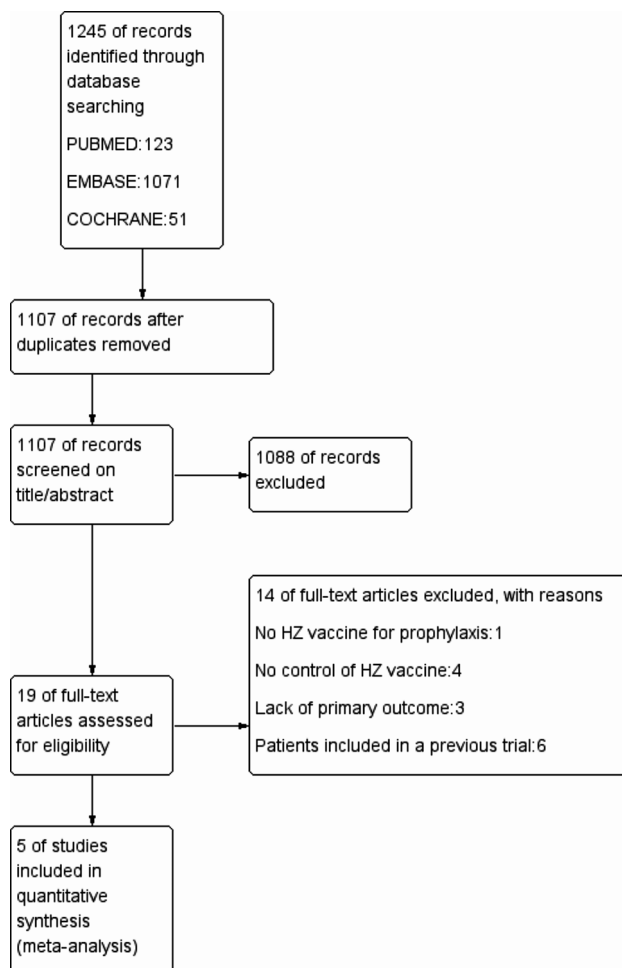 1245 of records
identified through
database
searching
PUBMED:123
EMBASE:1071
COCHRANE:51
1107 of records after
duplicates removed
1107 of records
screened on
title/abstract
1088 of records
excluded
14 of full-text articles excluded, with reasons
No HZ vaccine for prophylaxis:1
No control of HZ vaccine:4
Lack of primary outcome:3
Patients included in a previous trial:6
19 of full-text
articles assessed
for eligibility
5 of studies
included in
quantitative
synthesis
(meta-analysis)